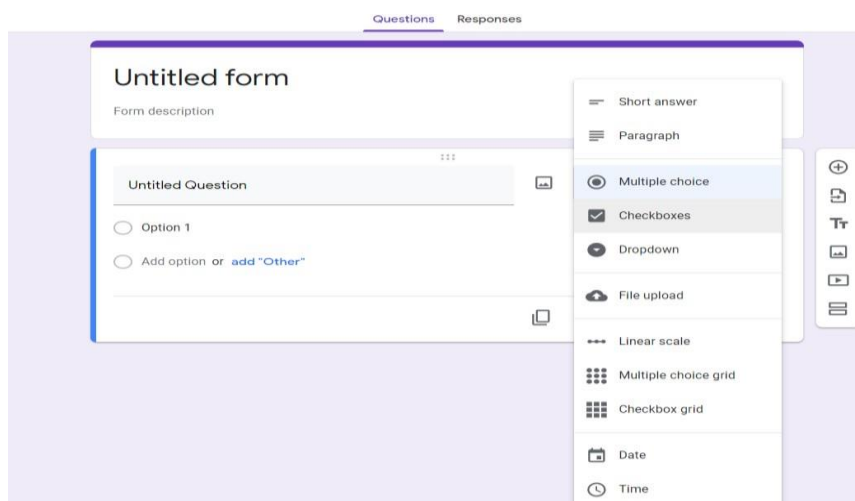 Questions Responses
Untitled form
Form description
Short answer
Paragraph
Untitled Question
Multiple choice
Option 1
Checkboxes
Add option or add "Other"
Dropdown
File upload
Linear scale
Multiple choice grid
Checkbox grid
Date
Time
Tт